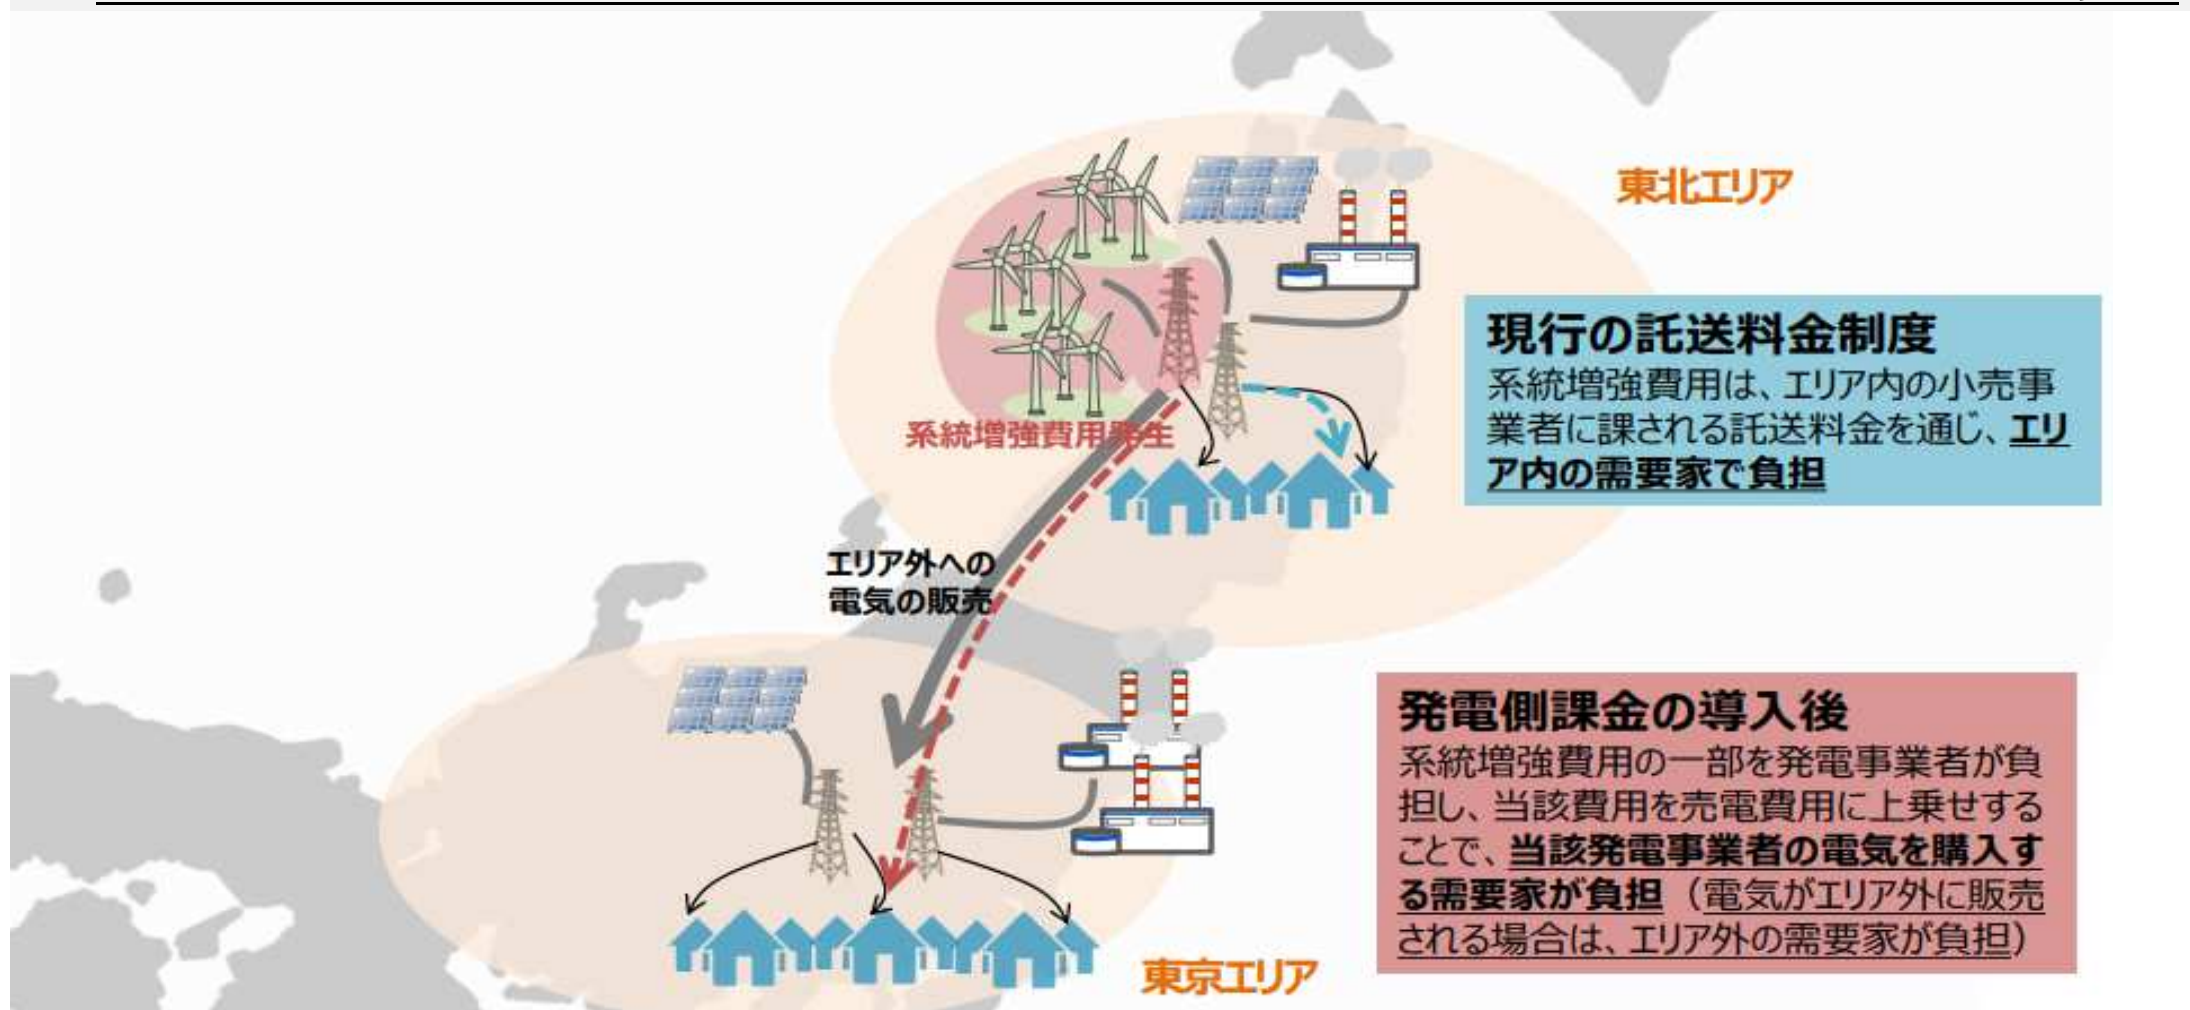 東北エリア
現行の託送料金制度
系統増強費用は、エリア内の小売事
業者に課される託送料金を通じ、エリ
ア内の需要家で負担
系統増強費用発生
エリア外への
電気の販売
発電側課金の導入後
系統増強費用の一部を発電事業者が負
担し、当該費用を売電費用に上乗せする
ことで、当該発電事業者の電気を購入す
る需要家が負担（電気がエリア外に販売
される場合は、エリア外の需要家が負担）
東京エリア